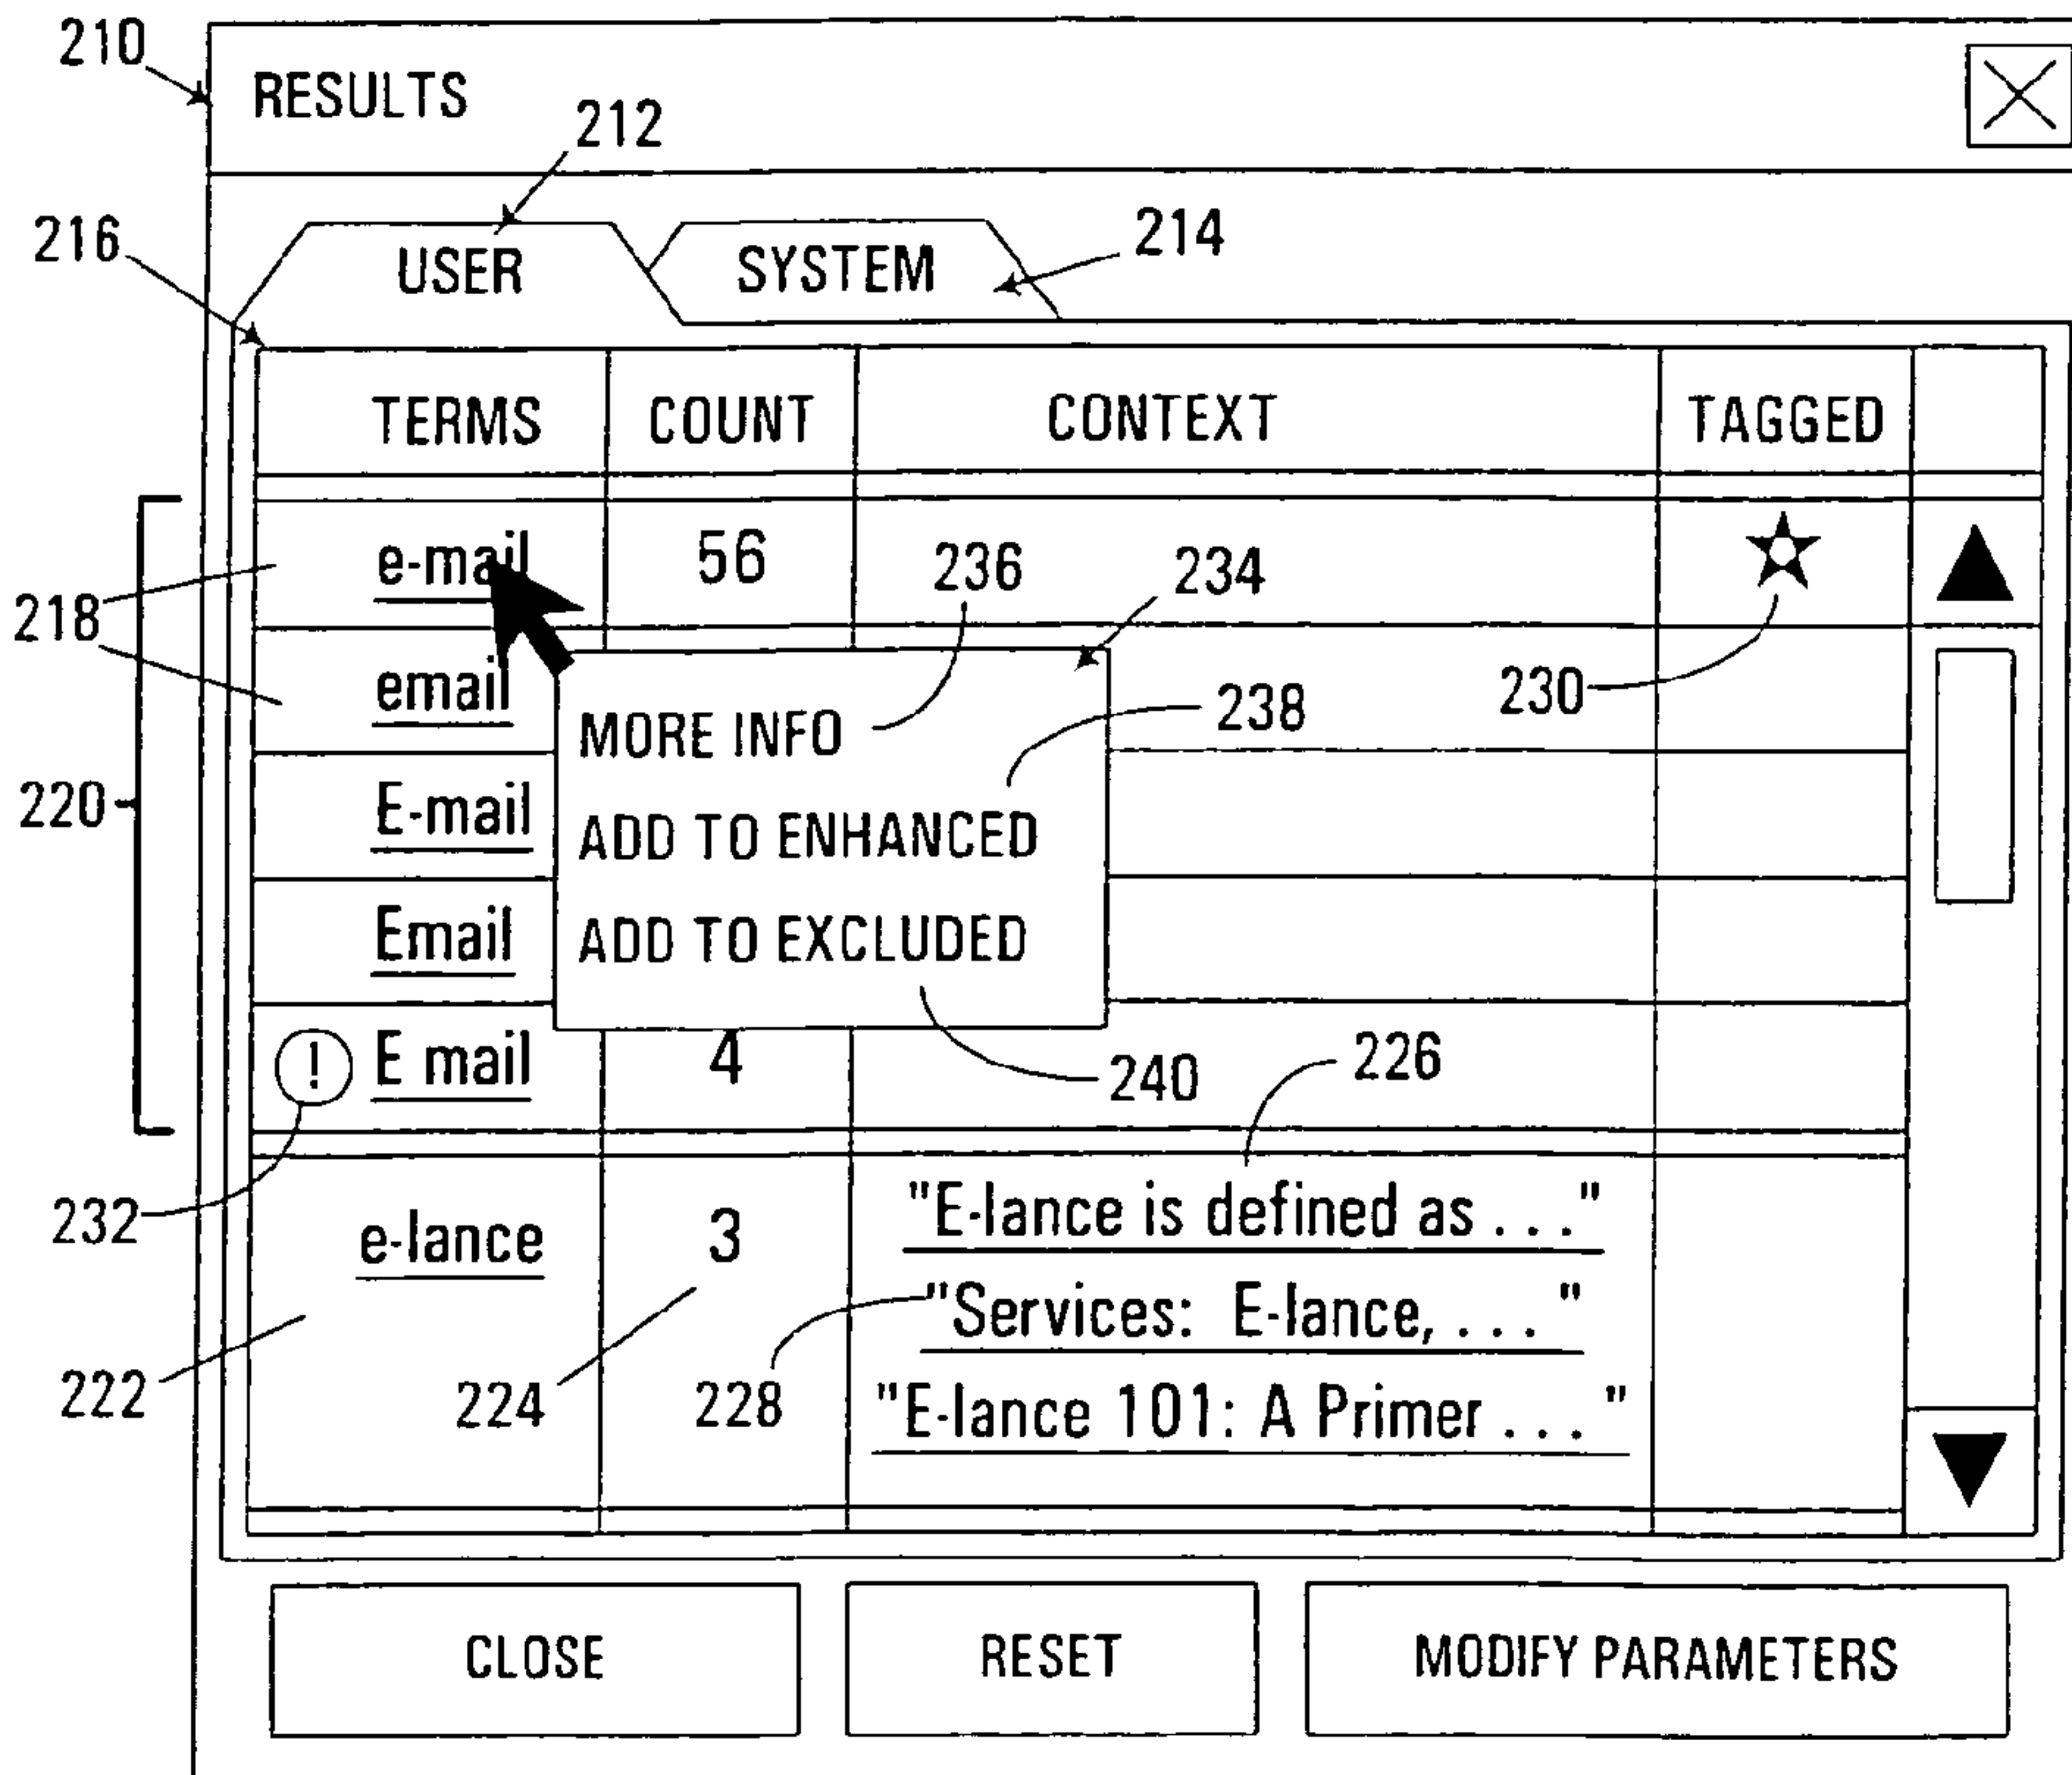 210
RESULTS
212
216
USER
SYSTEM
214
TERMS COUNT CONTEXT TAGGED
e-mail 56
236
234
218
email
230
MORE INFO
238
220
E-mail
ADD TO ENHANCED
Email
ADD TO EXCLUDED
! E mail 4
240
226
232
e-lance 3
"E-lance is defined as . . ."
"Services: E-lance, . . . "
"E-lance 101: A Primer . . . "
222
224
228
CLOSE
RESET
MODIFY PARAMETERS